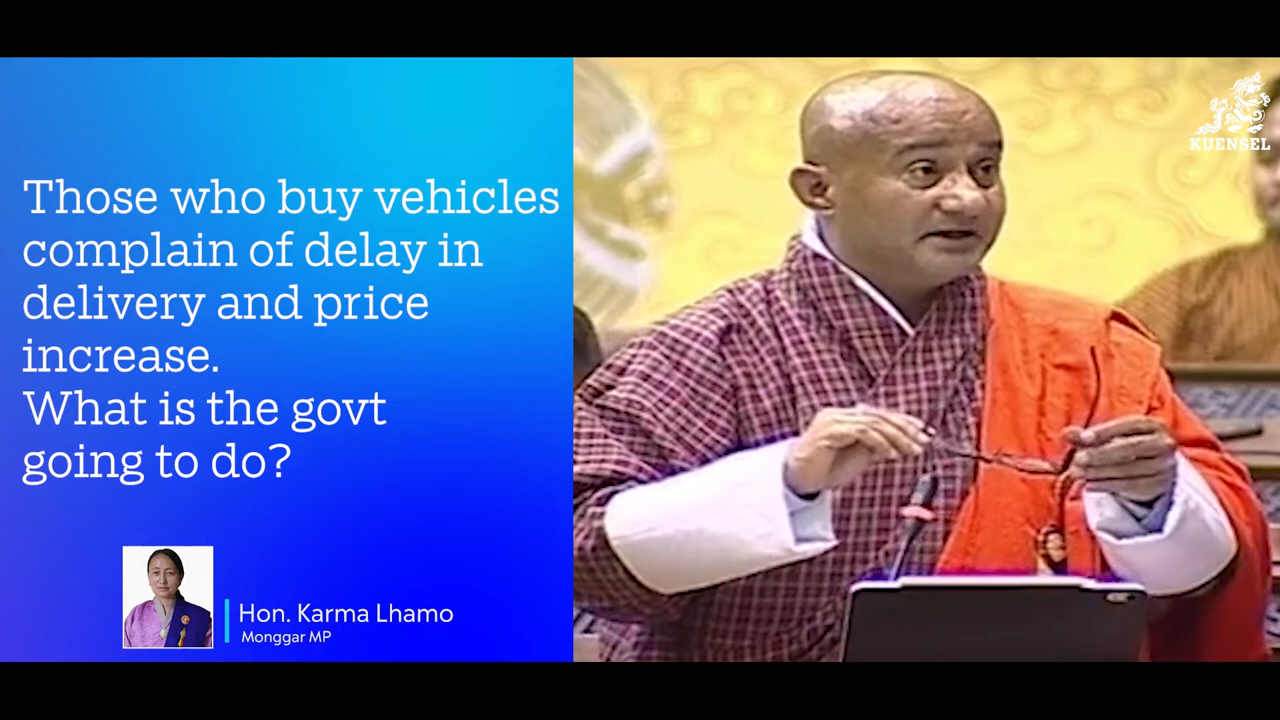 Those who buy vehicles
complain of delay in
delivery and price
increase.
What is the govt
going to do?
Hon. Karma Lhamo
Monggar MP
KUENSEL